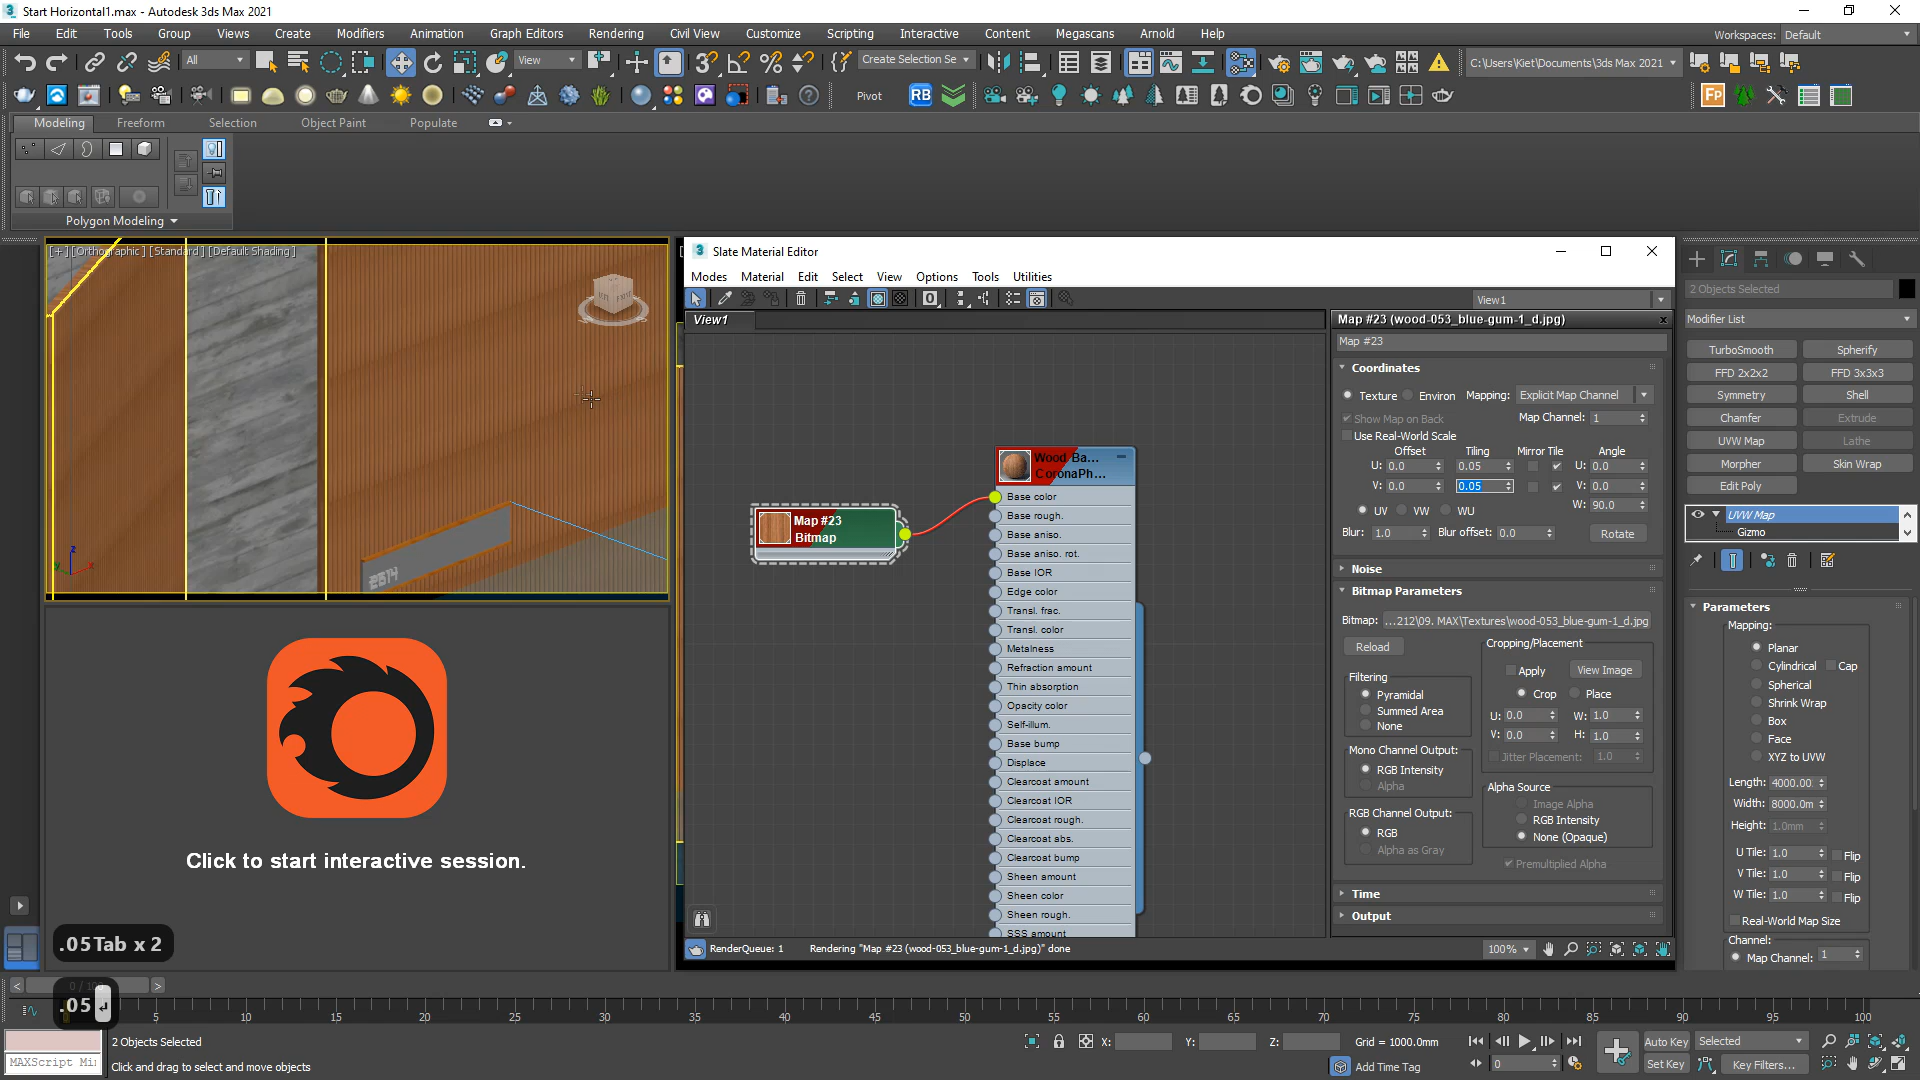 Start Horizontal1.max - Autodesk 3ds Max 2021
File Edit Tools Group Views Create Modifiers Animation Graph Editors Rendering Civil View Customize Scripting Interactive Content Megascans Arnold Help
Workspaces: Default
All View Create Selection Se C:\Users\Kiet\Documents\3ds Max 2021
Pivot RB Fp
Modeling Freeform Selection Object Paint Populate
Polygon Modeling
[+] [Orthographic] [Standard] [Default Shading]
2614
Click to start interactive session.
.05Tab x 2
.05
Slate Material Editor
Modes Material Edit Select View Options Tools Utilities
View1
View1
Map #23
Bitmap
Wood Ba...
CoronaPh...
Base color
Base rough.
Base aniso.
Base aniso. rot.
Base IOR
Edge color
Transl. frac.
Transl. color
Metalness
Refraction amount
Thin absorption
Opacity color
Self-illum.
Base bump
Displace
Clearcoat amount
Clearcoat IOR
Clearcoat rough.
Clearcoat abs.
Clearcoat bump
Sheen amount
Sheen color
Sheen rough.
SSS amount
RenderQueue: 1 Rendering "Map #23 (wood-053_blue-gum-1_d.jpg)" done
100%
Map #23 (wood-053_blue-gum-1_d.jpg)
Map #23
Coordinates
Texture Environ Mapping: Explicit Map Channel
Show Map on Back Map Channel: 1
Use Real-World Scale
Offset Tiling Mirror Tile Angle
U: 0.0 0.05 U: 0.0
V: 0.0 0.05 V: 0.0
UV VW WU W: 90.0
Blur: 1.0 Blur offset: 0.0 Rotate
Noise
Bitmap Parameters
Bitmap: ...212\09. MAX\Textures\wood-053_blue-gum-1_d.jpg
Reload
Cropping/Placement
Apply View Image
Crop Place
U: 0.0 W: 1.0
V: 0.0 H: 1.0
Jitter Placement: 1.0
Filtering
Pyramidal
Summed Area
None
Mono Channel Output:
RGB Intensity
Alpha
RGB Channel Output:
RGB
Alpha as Gray
Alpha Source
Image Alpha
RGB Intensity
None (Opaque)
Premultiplied Alpha
Time
Output
2 Objects Selected
Modifier List
TurboSmooth Spherify
FFD 2x2x2 FFD 3x3x3
Symmetry Shell
Chamfer Extrude
UVW Map Lathe
Morpher Skin Wrap
Edit Poly
UVW Map
Gizmo
Parameters
Mapping:
Planar
Cylindrical Cap
Spherical
Shrink Wrap
Box
Face
XYZ to UVW
Length: 4000.00
Width: 8000.0m
Height: 1.0mm
U Tile: 1.0 Flip
V Tile: 1.0 Flip
W Tile: 1.0 Flip
Real-World Map Size
Channel:
Map Channel: 1
5 10 15 20 25 30 35 40 45 50 55 60 65 70 75 80 85 90 95 100
2 Objects Selected
MAXScript Mi
Click and drag to select and move objects
X: Y: Z: Grid = 1000.0mm
Add Time Tag
0
Auto Key Selected
Set Key Key Filters...